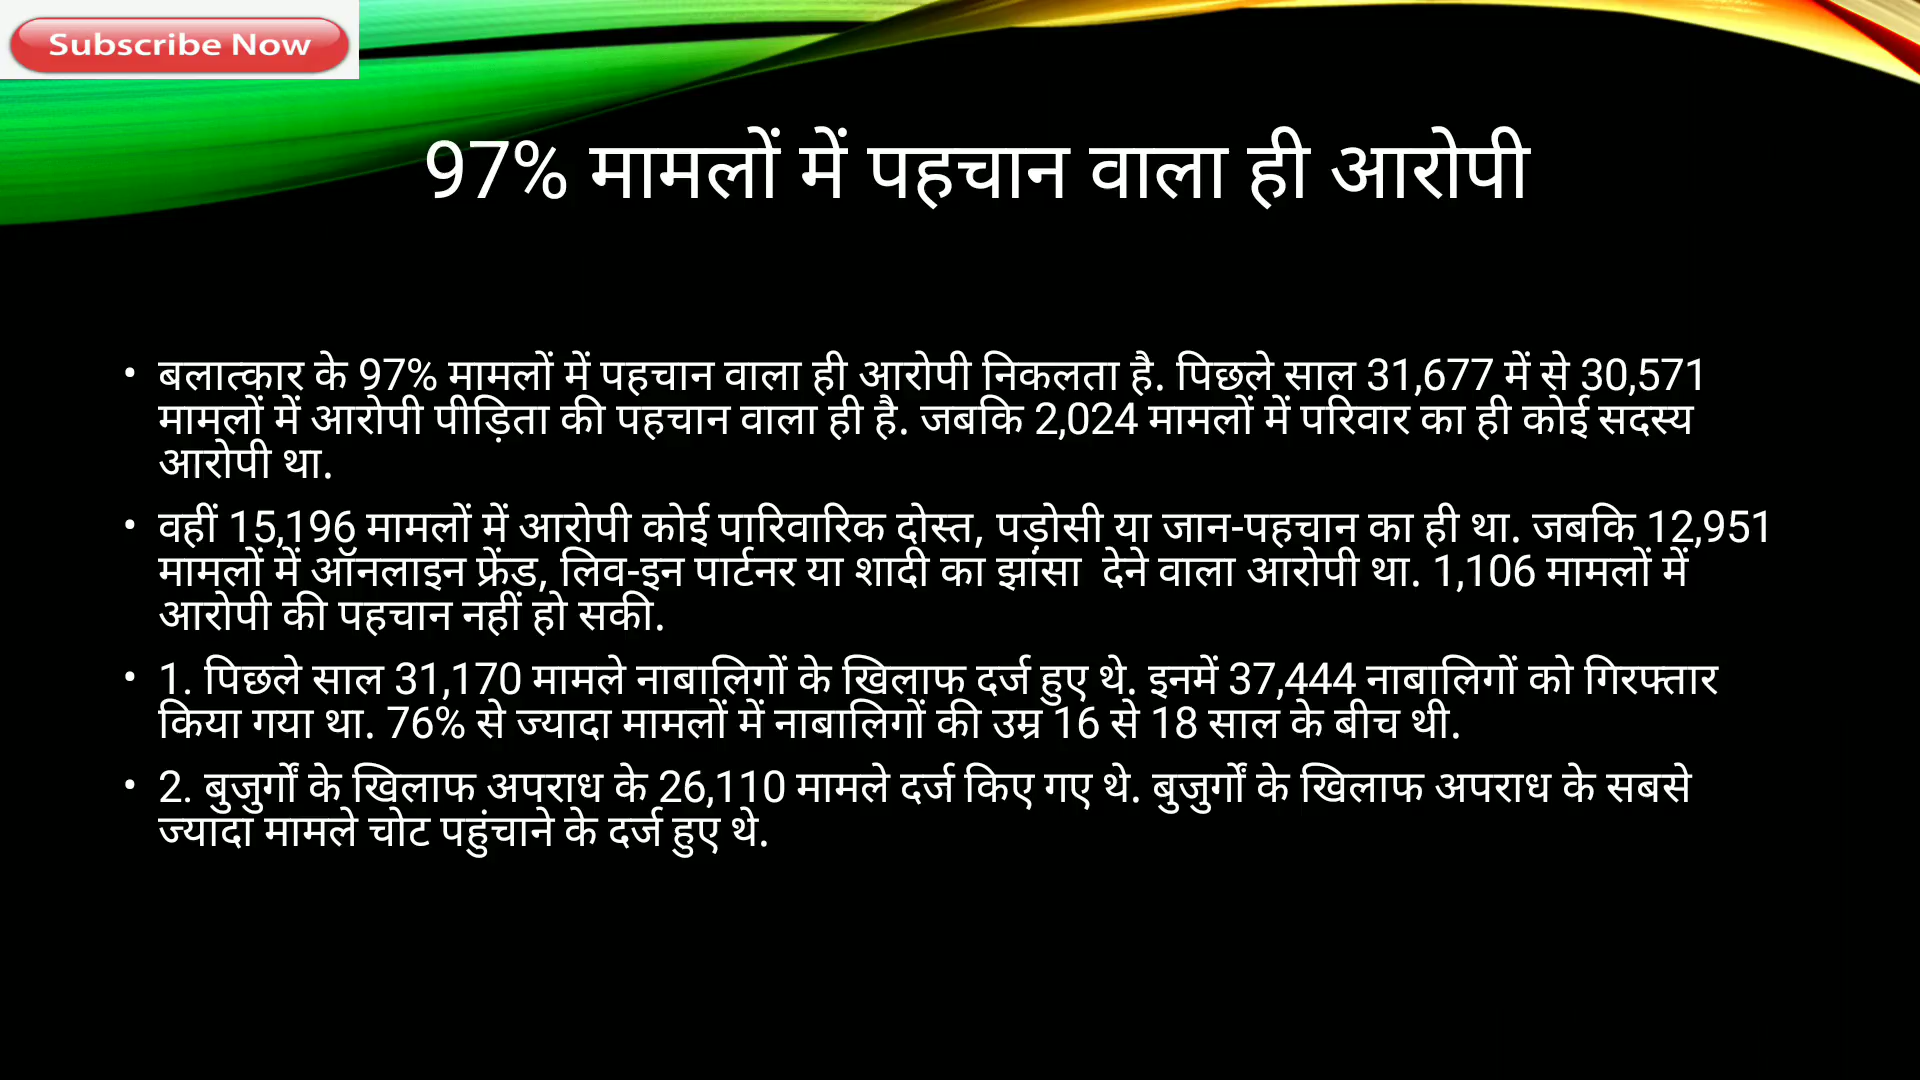 Subscribe Now
97% मामलों में पहचान वाला ही आरोपी
• बलात्कार के 97% मामलों में पहचान वाला ही आरोपी निकलता है. पिछले साल 31,677 में से 30,571
मामलों में आरोपी पीड़िता की पहचान वाला ही है. जबकि 2,024 मामलों में परिवार का ही कोई सदस्य
आरोपी था.
• वहीं 15,196 मामलों में आरोपी कोई पारिवारिक दोस्त, पड़ोसी या जान-पहचान का ही था. जबकि 12,951
मामलों में ऑनलाइन फ्रेंड, लिव-इन पार्टनर या शादी का झांसा देने वाला आरोपी था. 1,106 मामलों में
आरोपी की पहचान नहीं हो सकी.
• 1. पिछले साल 31,170 मामले नाबालिगों के खिलाफ दर्ज हुए थे. इनमें 37,444 नाबालिगों को गिरफ्तार
किया गया था. 76% से ज्यादा मामलों में नाबालिगों की उम्र 16 से 18 साल के बीच थी.
• 2. बुजुर्गों के खिलाफ अपराध के 26,110 मामले दर्ज किए गए थे. बुजुर्गों के खिलाफ अपराध के सबसे
ज्यादा मामले चोट पहुंचाने के दर्ज हुए थे.